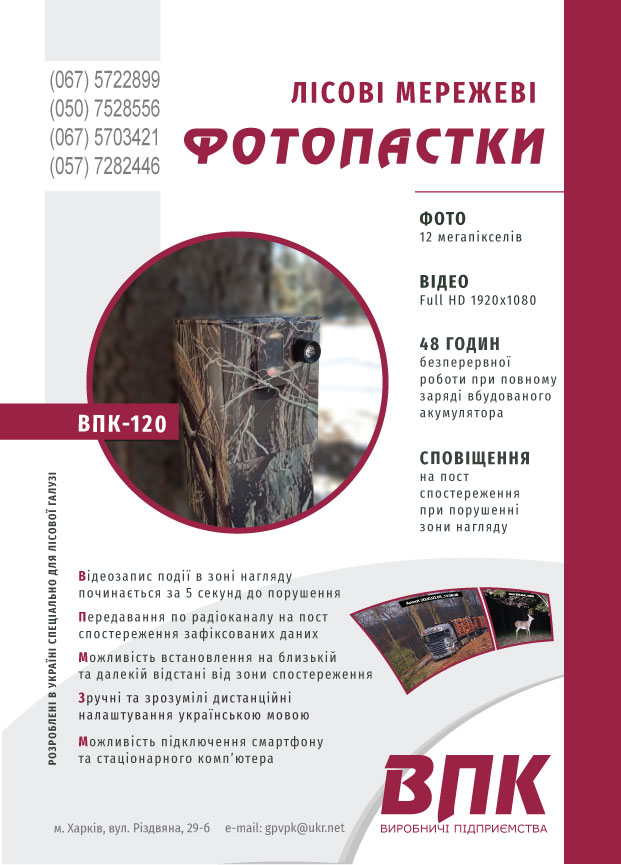 (067) 5722899
(050) 7528556
(067) 5703421
(057) 7282446
ЛІСОВІ МЕРЕЖЕВІ
ФОТОПАСТКИ
ФОТО
12 мегапікселів
ВІДЕО
Full HD 1920x1080
48 ГОДИН
безперервної
роботи при повному
заряді вбудованого
акумулятора
СПОВІЩЕННЯ
на пост
спостереження
при порушенні
зони нагляду
ВПК-120
РОЗРОБЛЕНІ В УКРАЇНІ СПЕЦІАЛЬНО ДЛЯ ЛІСОВОЇ ГАЛУЗІ
Відеозапис події в зоні нагляду
починається за 5 секунд до порушення
Передавання по радіоканалу на пост
спостереження зафіксованих даних
Можливість встановлення на близькій
та далекій відстані від зони спостереження
Зручні та зрозумілі дистанційні
налаштування українською мовою
Можливість підключення смартфону
та стаціонарного комп’ютера
ВПК
ВИРОБНИЧІ ПІДПРИЄМСТВА
м. Харків, вул. Різдвяна, 29-б e-mail: gpvpk@ukr.net